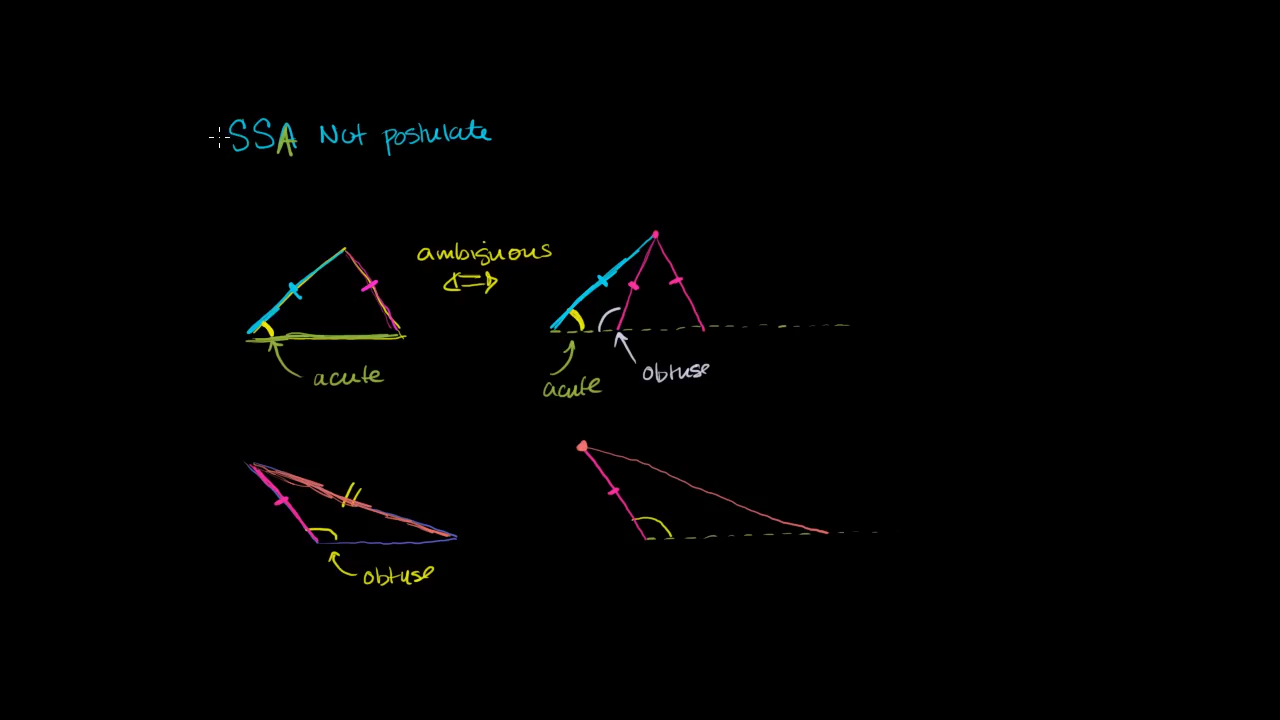 SSA Not postulate
ambiguous
acute
acute
obtuse
obtuse